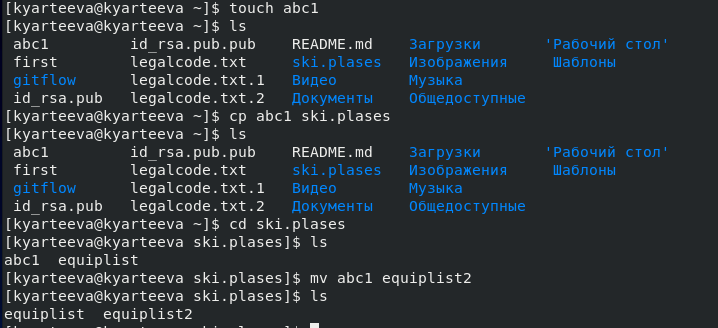 [kyarteeva@kyarteeva ~]$ touch abc1
[kyarteeva@kyarteeva ~]$ ls
abc1 id_rsa.pub.pub README.md Загрузки 'Рабочий стол'
first legalcode.txt ski.plases Изображения Шаблоны
gitflow legalcode.txt.1 Видео Музыка
id_rsa.pub legalcode.txt.2 Документы Общедоступные
[kyarteeva@kyarteeva ~]$ cp abc1 ski.plases
[kyarteeva@kyarteeva ~]$ ls
abc1 id_rsa.pub.pub README.md Загрузки 'Рабочий стол'
first legalcode.txt ski.plases Изображения Шаблоны
gitflow legalcode.txt.1 Видео Музыка
id_rsa.pub legalcode.txt.2 Документы Общедоступные
[kyarteeva@kyarteeva ~]$ cd ski.plases
[kyarteeva@kyarteeva ski.plases]$ ls
abc1 equiplist
[kyarteeva@kyarteeva ski.plases]$ mv abc1 equiplist2
[kyarteeva@kyarteeva ski.plases]$ ls
equiplist equiplist2
[kyarteeva@kyarteeva ski.plases]$